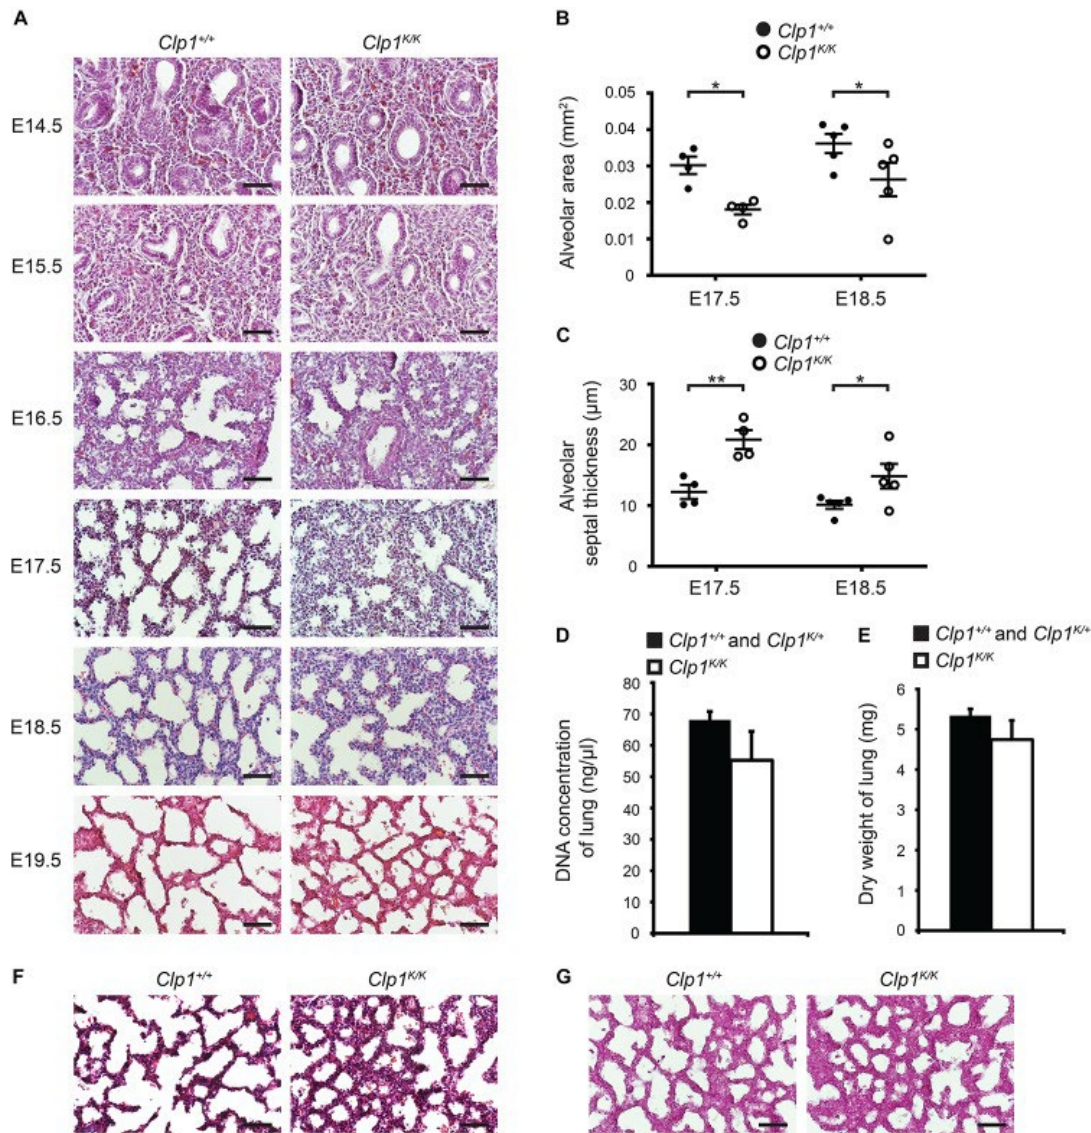 A
Clp1+/+
Clp1K/K
E14.5
E15.5
E16.5
E17.5
E18.5
E19.5
B
Clp1+/+
Clp1K/K
Alveolar area (mm²)
0.05
0.04
0.03
0.02
0.01
0
*
*
E17.5
E18.5
C
Clp1+/+
Clp1K/K
Alveolar
septal thickness (µm)
30
20
10
0
**
*
E17.5
E18.5
D
Clp1+/+ and Clp1K/+
Clp1K/K
DNA concentration
of lung (ng/µl)
80
70
60
50
40
30
20
10
0
E
Clp1+/+ and Clp1K/+
Clp1K/K
Dry weight of lung (mg)
6
5
4
3
2
1
0
F
Clp1+/+
Clp1K/K
G
Clp1+/+
Clp1K/K